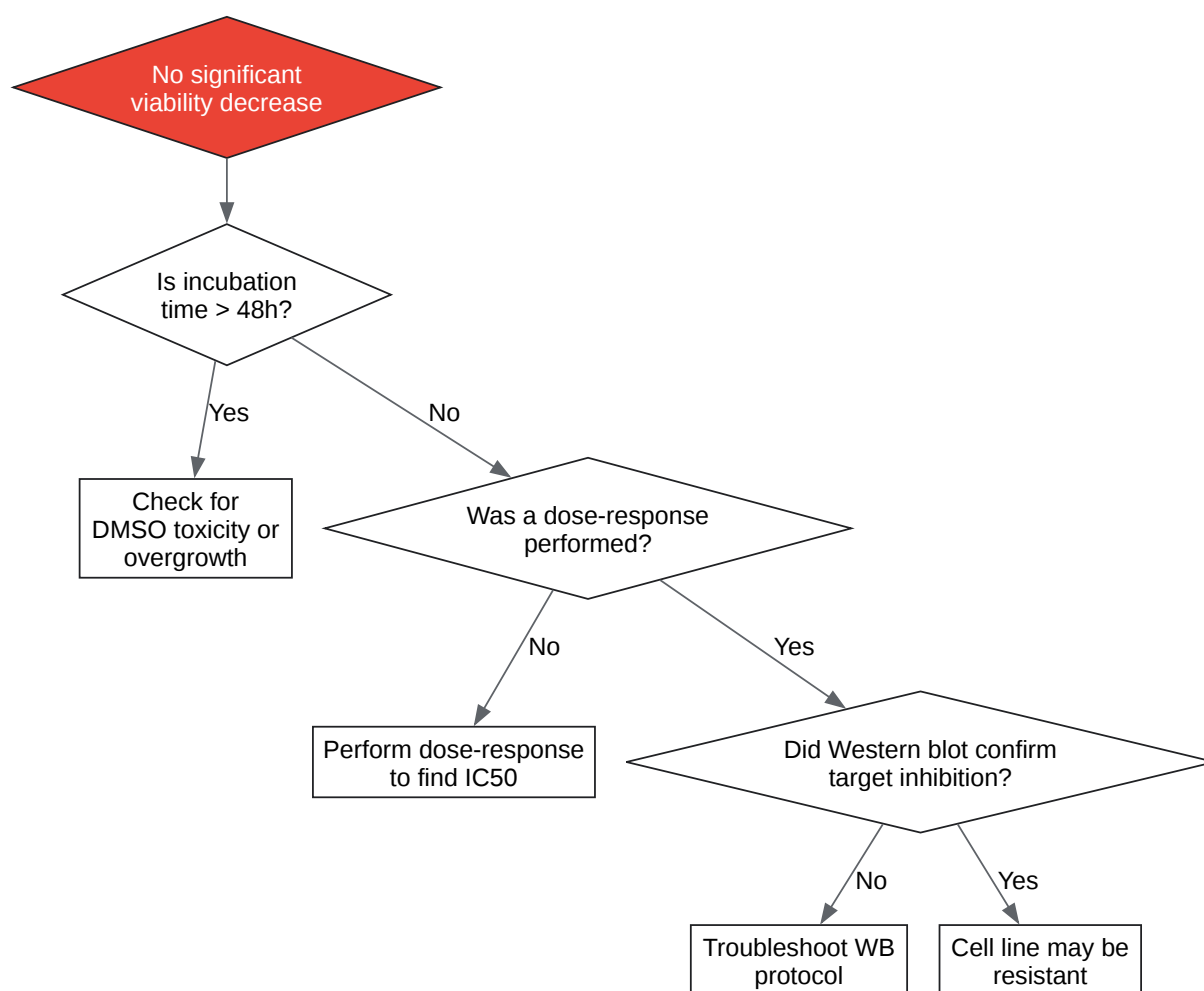 No significant
viability decrease
Is incubation
time > 48h?
Yes
No
Check for
DMSO toxicity or
overgrowth
Was a dose-response
performed?
No
Yes
Perform dose-response
to find IC50
Did Western blot confirm
target inhibition?
No
Yes
Troubleshoot WB
protocol
Cell line may be
resistant